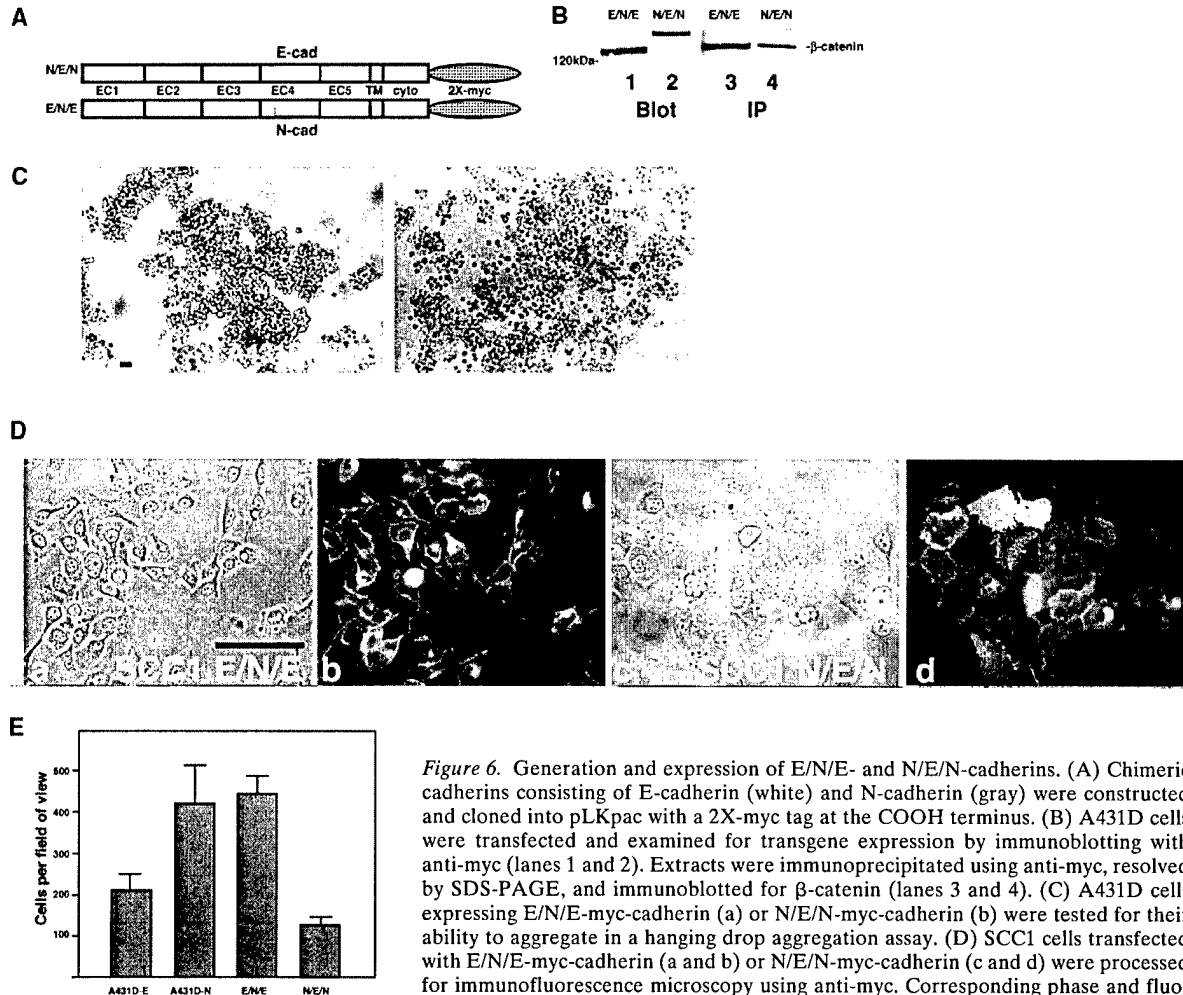 A
E-cad
N/E/N
EC1 EC2 EC3 EC4 EC5 TM cyto 2X-myc
E/N/E
N-cad
B
E/N/E N/E/N E/N/E N/E/N
120kDa-
-β-catenin
1 2 3 4
Blot IP
C
D
a SCC1 E/N/E b c SCC1 N/E/N d
E
Cells per field of view
500
400
300
200
100
A431D-E A431D-N E/N/E N/E/N
Figure 6. Generation and expression of E/N/E- and N/E/N-cadherins. (A) Chimeric
cadherins consisting of E-cadherin (white) and N-cadherin (gray) were constructed
and cloned into pLKpac with a 2X-myc tag at the COOH terminus. (B) A431D cells
were transfected and examined for transgene expression by immunoblotting with
anti-myc (lanes 1 and 2). Extracts were immunoprecipitated using anti-myc, resolved
by SDS-PAGE, and immunoblotted for β-catenin (lanes 3 and 4). (C) A431D cell
expressing E/N/E-myc-cadherin (a) or N/E/N-myc-cadherin (b) were tested for their
ability to aggregate in a hanging drop aggregation assay. (D) SCC1 cells transfected
with E/N/E-myc-cadherin (a and b) or N/E/N-myc-cadherin (c and d) were processed
for immunofluorescence microscopy using anti-myc. Corresponding phase and fluo